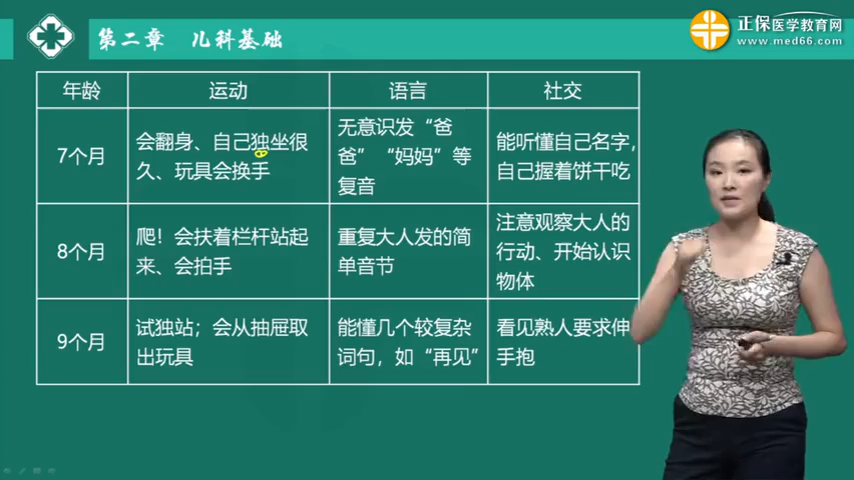 第二章 儿科基础
正保医学教育网
www.med66.com
年龄
运动
语言
社交
7个月
会翻身、自己独坐很
久、玩具会换手
无意识发“爸
爸”“妈妈”等
复音
能听懂自己名字，
自己握着饼干吃
8个月
爬！会扶着栏杆站起
来、会拍手
重复大人发的简
单音节
注意观察大人的
行动、开始认识
物体
9个月
试独站；会从抽屉取
出玩具
能懂几个较复杂
词句，如“再见”
看见熟人要求伸
手抱